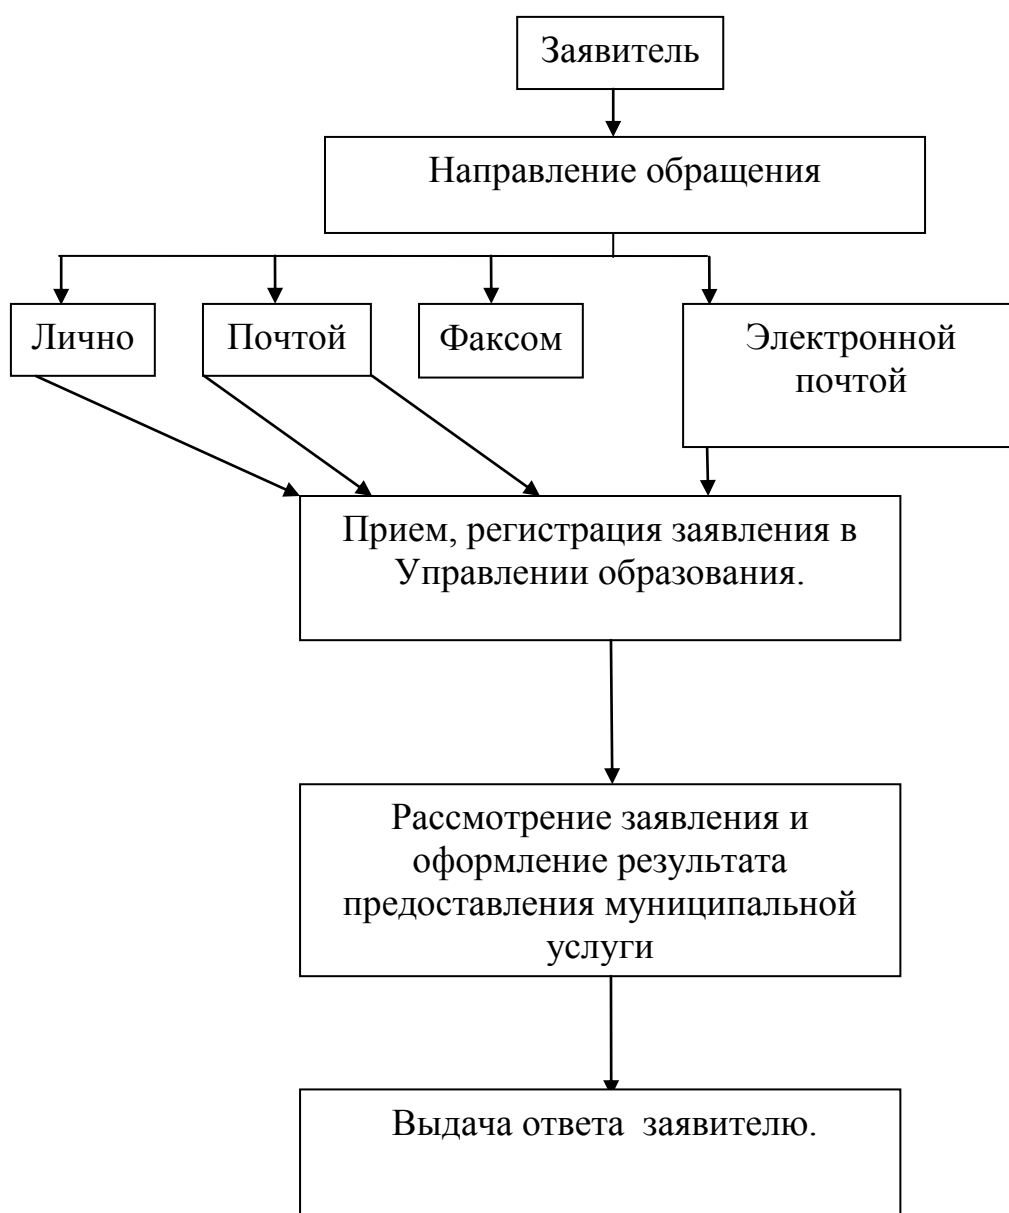 Заявитель
Направление обращения
Лично
Почтой
Факсом
Электронной
почтой
Прием, регистрация заявления в
Управлении образования.
Рассмотрение заявления и
оформление результата
предоставления муниципальной
услуги
Выдача ответа  заявителю.